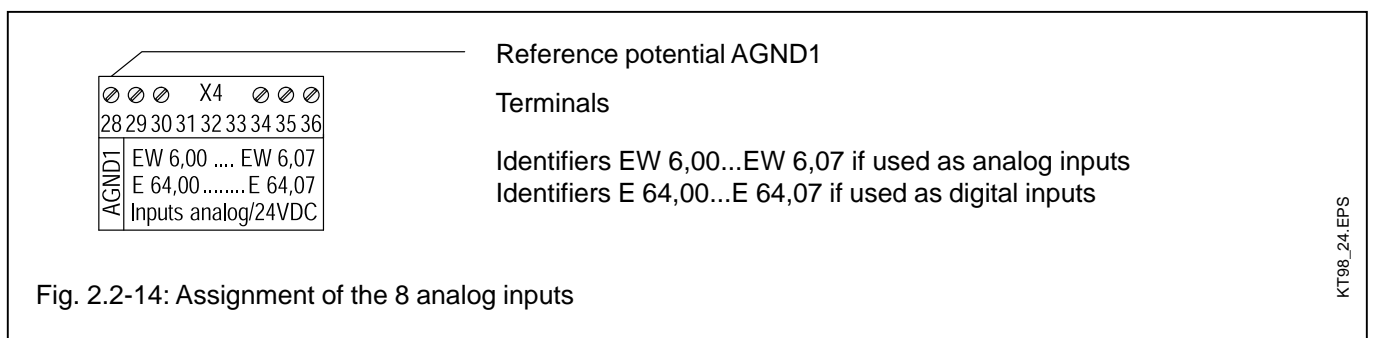 Reference potential AGND1
X4
Terminals
28 29 30 31 32 33 34 35 36
AGND1
EW 6,00 .... EW 6,07
E 64,00........E 64,07
Inputs analog/24VDC
Identifiers EW 6,00...EW 6,07 if used as analog inputs
Identifiers E 64,00...E 64,07 if used as digital inputs
KT98_24.EPS
Fig. 2.2-14: Assignment of the 8 analog inputs